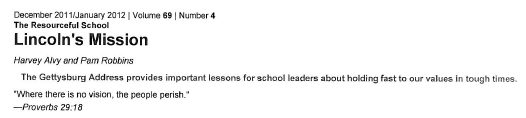 December 2011/January 2012 | Volume 69 | Number 4
The Resourceful School
Lincoln's Mission
Harvey Alvy and Pam Robbins
The Gettysburg Address provides important lessons for school leaders about holding fast to our values in tough times.
"Where there is no vision, the people perish."
—Proverbs 29:18